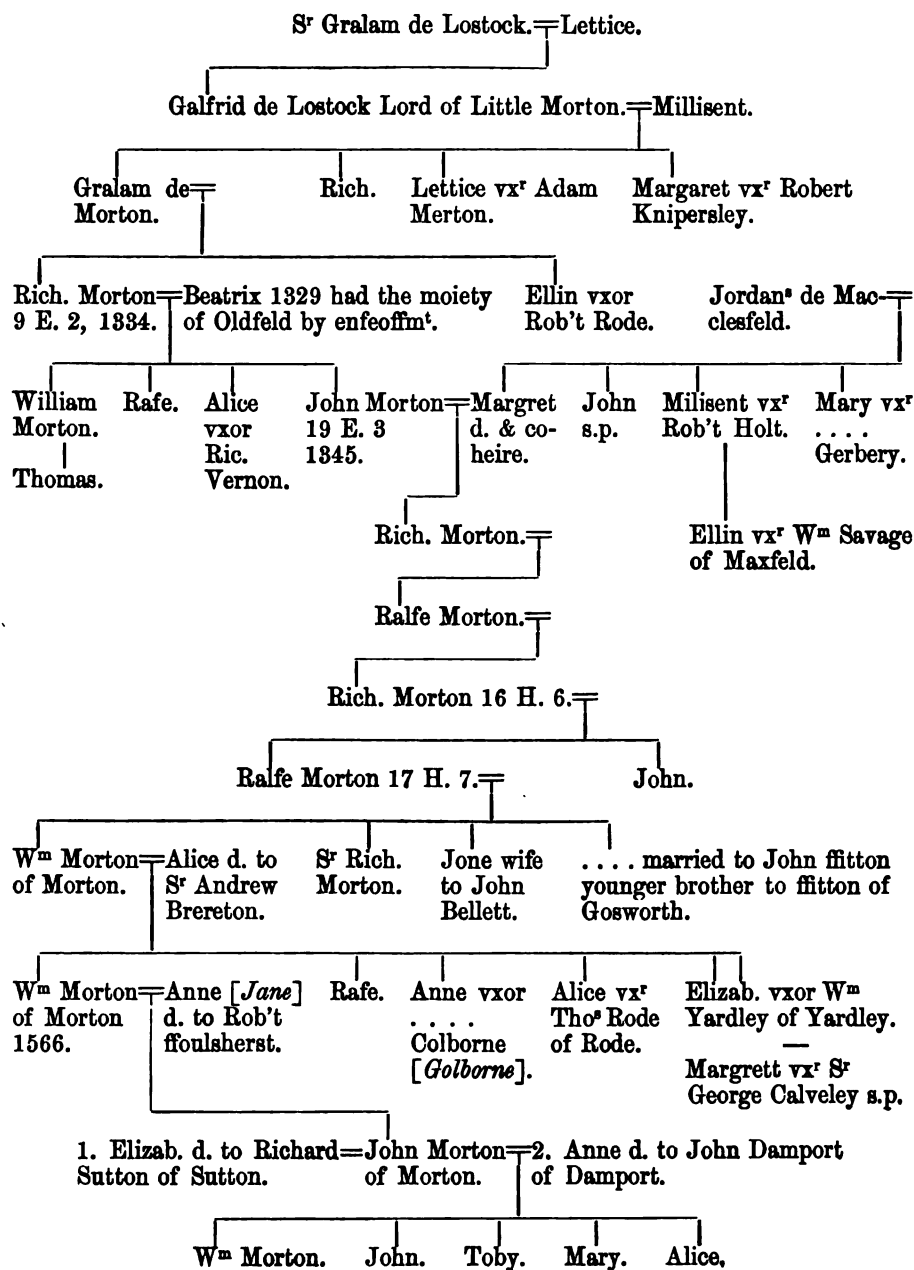 Sʳ Gralam de Lostock.=Lettice.
Galfrid de Lostock Lord of Little Morton.=Millisent.
Gralam de=
Morton.
Rich.
Lettice vxʳ Adam
Merton.
Margaret vxʳ Robert
Knipersley.
Rich. Morton=Beatrix 1329 had the moiety
9 E. 2, 1334. of Oldfeld by enfeoffmᵗ.
Ellin vxor
Rob't Rode.
Jordanˢ de Mac-=
clesfeld.
William
Morton.
Thomas.
Rafe.
Alice
vxor
Ric.
Vernon.
John Morton=Margret
19 E. 3 d. & co-
1345. heire.
John
s.p.
Milisent vxʳ
Rob't Holt.
Mary vxʳ
. . . .
Gerbery.
Ellin vxʳ Wᵐ Savage
of Maxfeld.
Rich. Morton.=
Ralfe Morton.=
Rich. Morton 16 H. 6.=
Ralfe Morton 17 H. 7.=
John.
Wᵐ Morton=Alice d. to
of Morton. Sʳ Andrew
Brereton.
Sʳ Rich.
Morton.
Jone wife
to John
Bellett.
. . . . married to John ffitton
younger brother to ffitton of
Gosworth.
Wᵐ Morton=Anne [Jane]
of Morton d. to Rob't
1566. ffoulsherst.
Rafe.
Anne vxor
. . . .
Colborne
[Golborne].
Alice vxʳ
Thoˢ Rode
of Rode.
Elizab. vxor Wᵐ
Yardley of Yardley.
—
Margrett vxʳ Sʳ
George Calveley s.p.
1. Elizab. d. to Richard=John Morton=2. Anne d. to John Damport
Sutton of Sutton. of Morton. of Damport.
Wᵐ Morton. John. Toby. Mary. Alice.